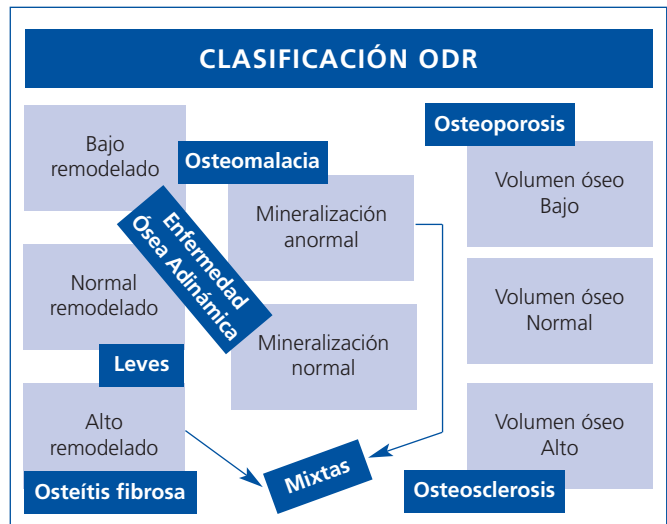 CLASIFICACIÓN ODR
Bajo
remodelado
Osteomalacia
Enfermedad
Ósea Adinámica
Mineralización
anormal
Normal
remodelado
Leves
Mineralización
normal
Alto
remodelado
Osteítis fibrosa
Mixtas
Osteoporosis
Volumen óseo
Bajo
Volumen óseo
Normal
Volumen óseo
Alto
Osteosclerosis